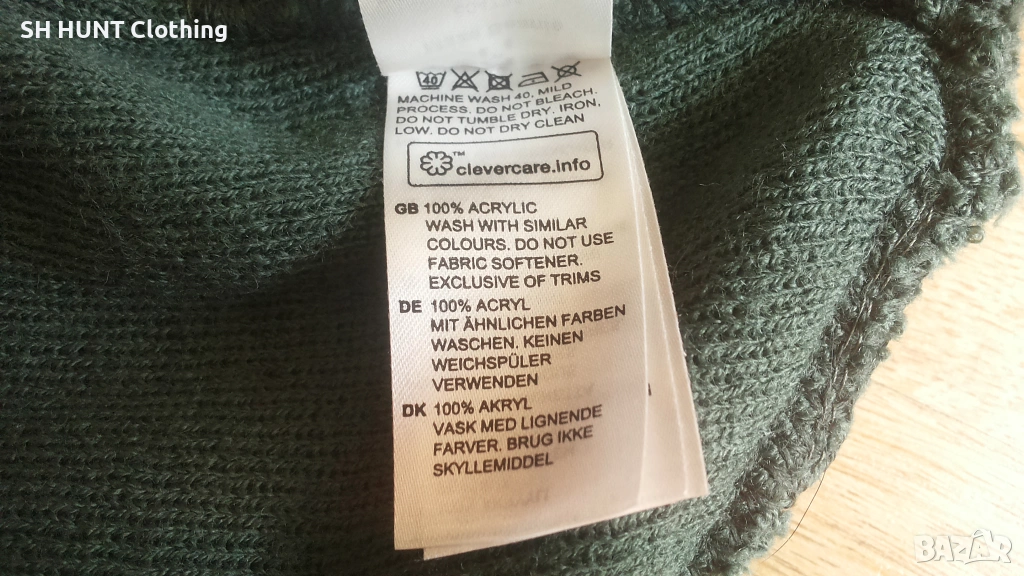 SH HUNT Clothing
40
MACHINE WASH 40, MILD
PROCESS. DO NOT BLEACH.
DO NOT TUMBLE DRY. IRON,
LOW. DO NOT DRY CLEAN
clevercare.info™
GB 100% ACRYLIC
WASH WITH SIMILAR
COLOURS. DO NOT USE
FABRIC SOFTENER.
EXCLUSIVE OF TRIMS
DE 100% ACRYL
MIT ÄHNLICHEN FARBEN
WASCHEN. KEINEN
WEICHSPÜLER
VERWENDEN
DK 100% AKRYL
VASK MED LIGNENDE
FARVER. BRUG IKKE
SKYLLEMIDDEL
BAZAR